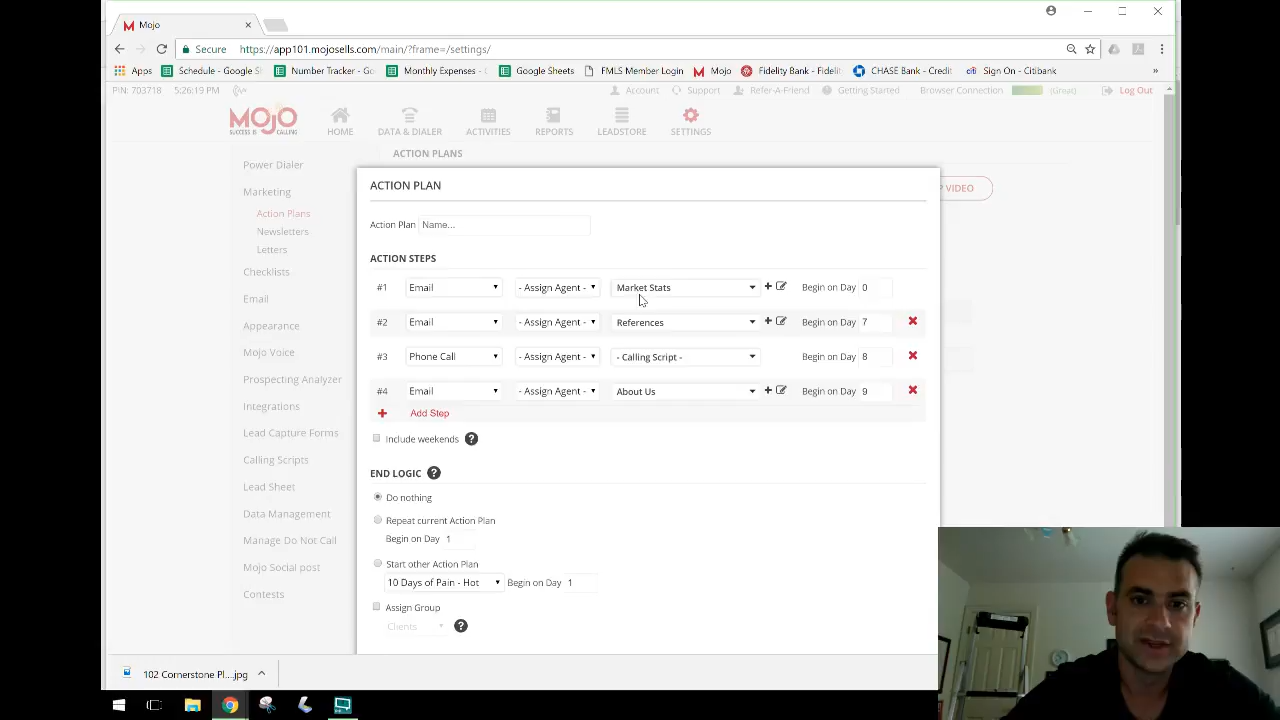 Mojo
Secure https://app101.mojosells.com/main/?frame=/settings/
Apps Schedule - Google S Number Tracker - Go Monthly Expenses - Google Sheets FMLS Member Login Mojo Fidelity Bank - Fideli CHASE Bank - Credit Sign On - Citibank »
PIN: 703718 5:26:19 PM Account Support Refer-A-Friend Getting Started Browser Connection (Great) Log Out
MOJO
SUCCESS IS CALLING
HOME DATA & DIALER ACTIVITIES REPORTS LEADSTORE SETTINGS
Power Dialer
Marketing
Action Plans
Newsletters
Letters
Checklists
Email
Appearance
Mojo Voice
Prospecting Analyzer
Integrations
Lead Capture Forms
Calling Scripts
Lead Sheet
Data Management
Manage Do Not Call
Mojo Social post
Contests
ACTION PLANS
VIDEO
ACTION PLAN
Action Plan Name...
ACTION STEPS
#1 Email - Assign Agent - Market Stats Begin on Day 0
#2 Email - Assign Agent - References Begin on Day 7
#3 Phone Call - Assign Agent - - Calling Script - Begin on Day 8
#4 Email - Assign Agent - About Us Begin on Day 9
Add Step
Include weekends ?
END LOGIC ?
Do nothing
Repeat current Action Plan
Begin on Day 1
Start other Action Plan
10 Days of Pain - Hot Begin on Day 1
Assign Group
Clients ?
102 Cornerstone Pl....jpg